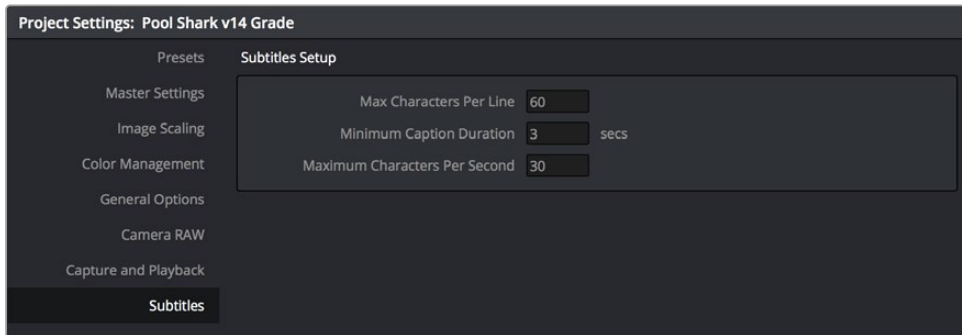 Project Settings: Pool Shark v14 Grade
Presets
Master Settings
Image Scaling
Color Management
General Options
Camera RAW
Capture and Playback
Subtitles
Subtitles Setup
Max Characters Per Line 60
Minimum Caption Duration 3 secs
Maximum Characters Per Second 30